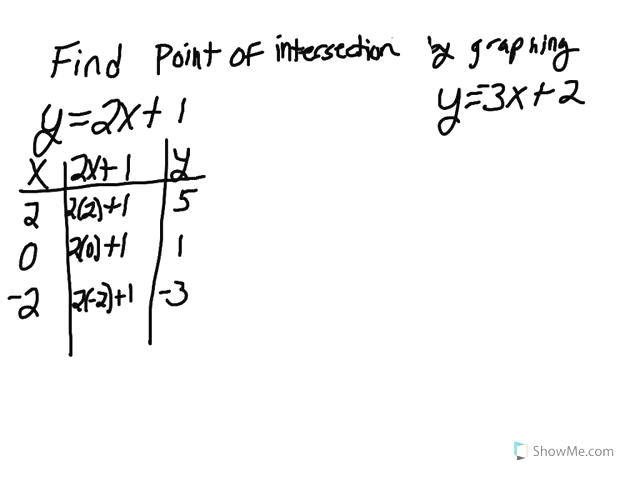 Find Point of intersection by graphing
y=2x+1
y=-3x+2
x 2x+1 y
2 2(2)+1 5
0 2(0)+1 1
-2 2(-2)+1 -3
ShowMe.com